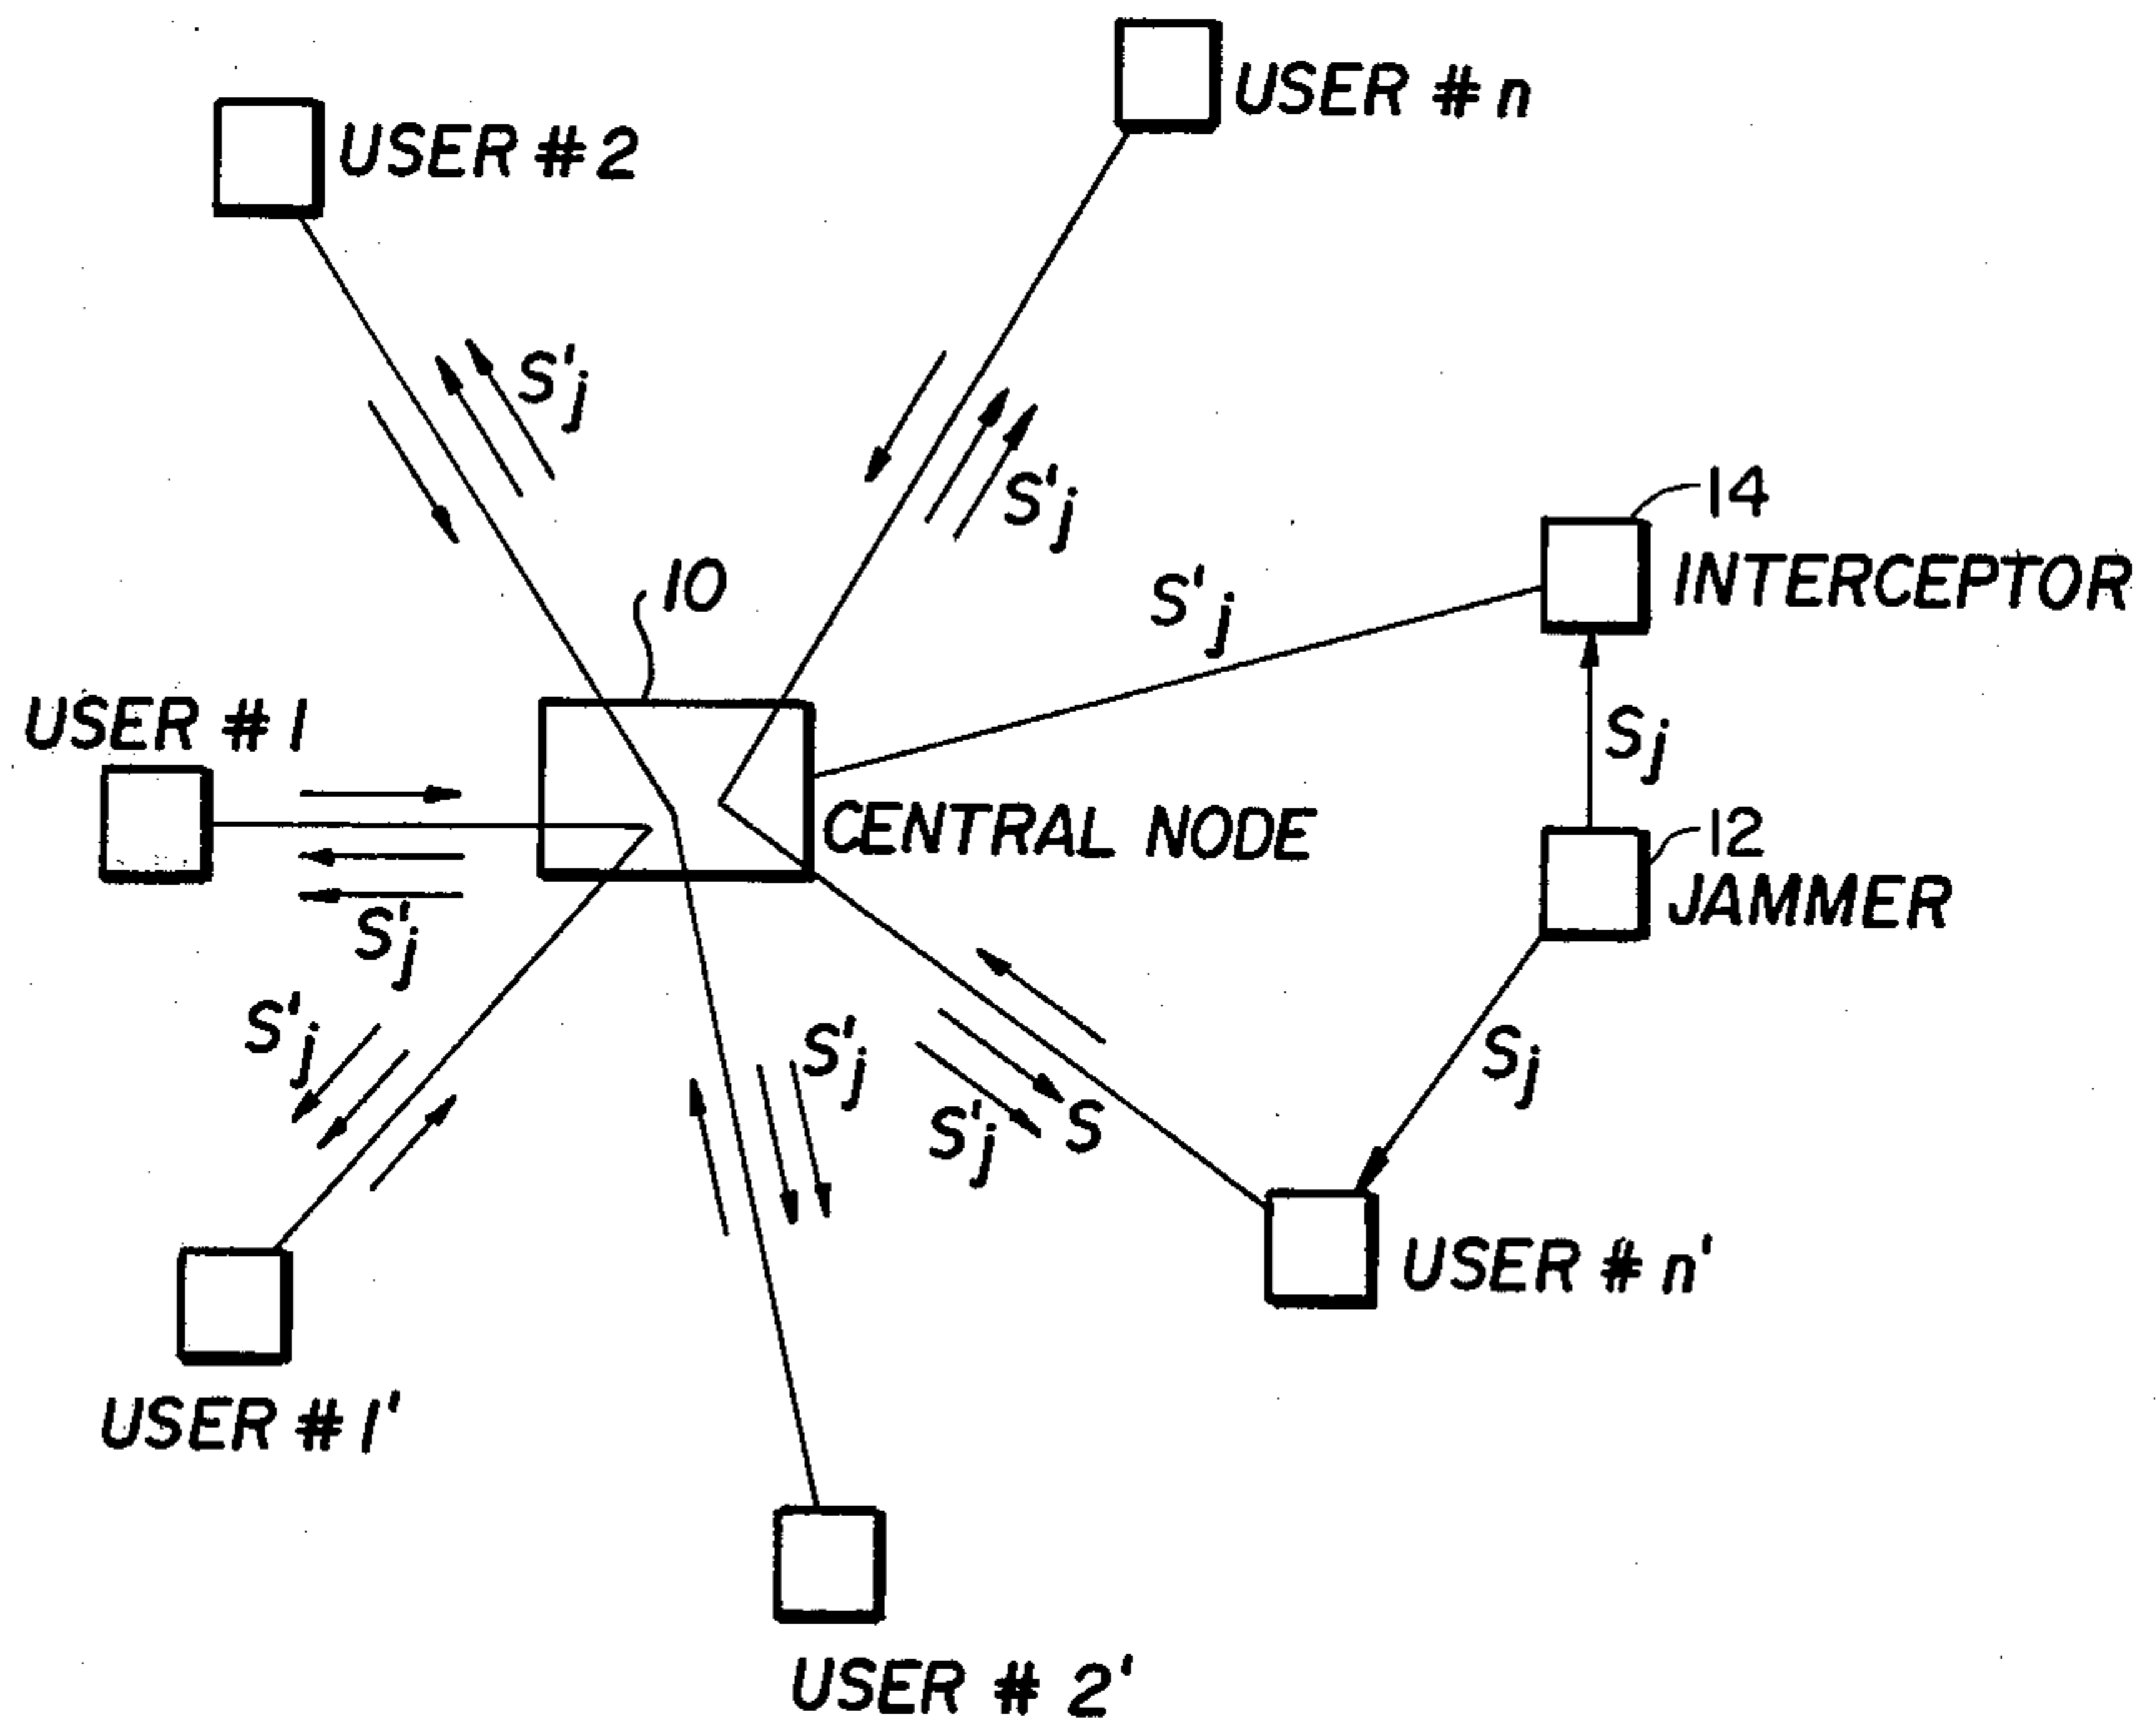 USER #n
USER #2
S'j
S'j
14
INTERCEPTOR
10
S'j
USER #1
Sj
CENTRAL NODE
12
JAMMER
S'j
S'j
S'j
Sj
S'j
S
USER #n'
USER #1'
USER # 2'